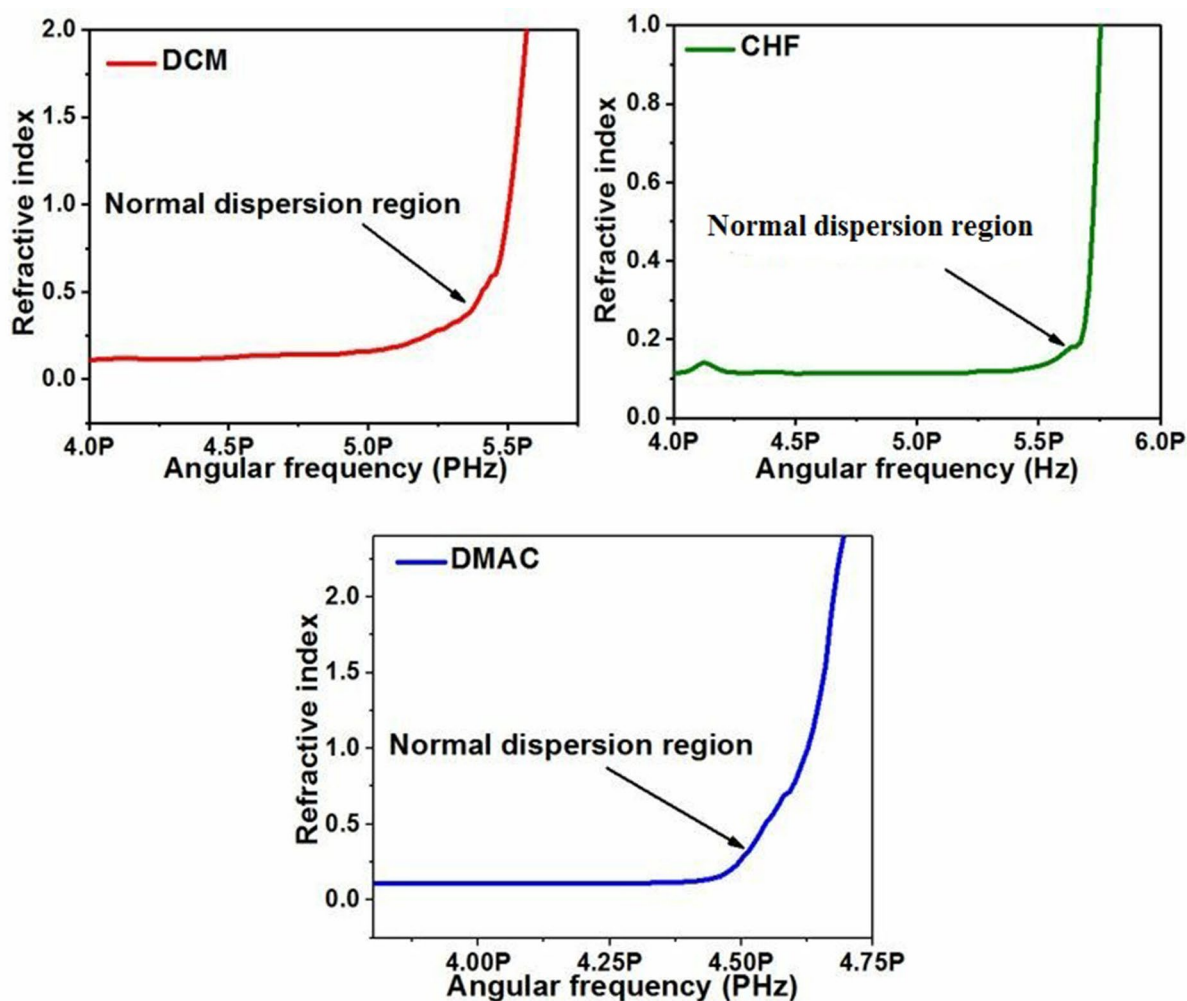 DCM
2.0
1.5
1.0
0.5
0.0
Refractive index
Normal dispersion region
4.0P 4.5P 5.0P 5.5P
Angular frequency (PHz)
CHF
1.0
0.8
0.6
0.4
0.2
0.0
Refractive index
Normal dispersion region
4.0P 4.5P 5.0P 5.5P 6.0P
Angular frequency (Hz)
DMAC
2.0
1.5
1.0
0.5
0.0
Refractive index
Normal dispersion region
4.00P 4.25P 4.50P 4.75P
Angular frequency (PHz)